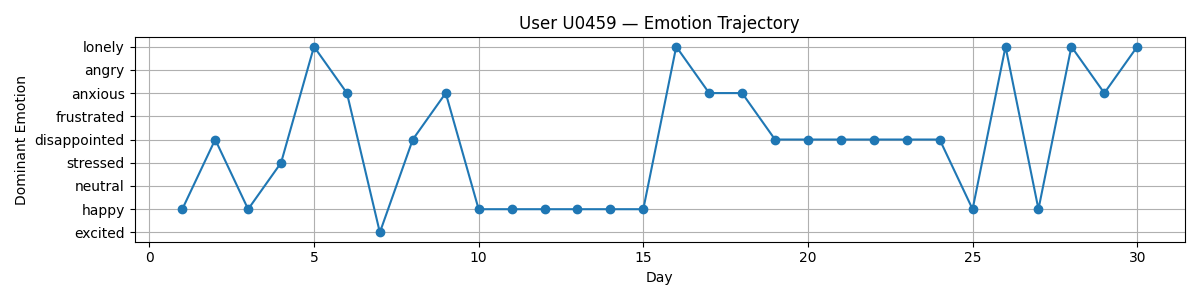 User U0459 — Emotion Trajectory
Dominant Emotion
lonely
angry
anxious
frustrated
disappointed
stressed
neutral
happy
excited
0 5 10 15 20 25 30
Day